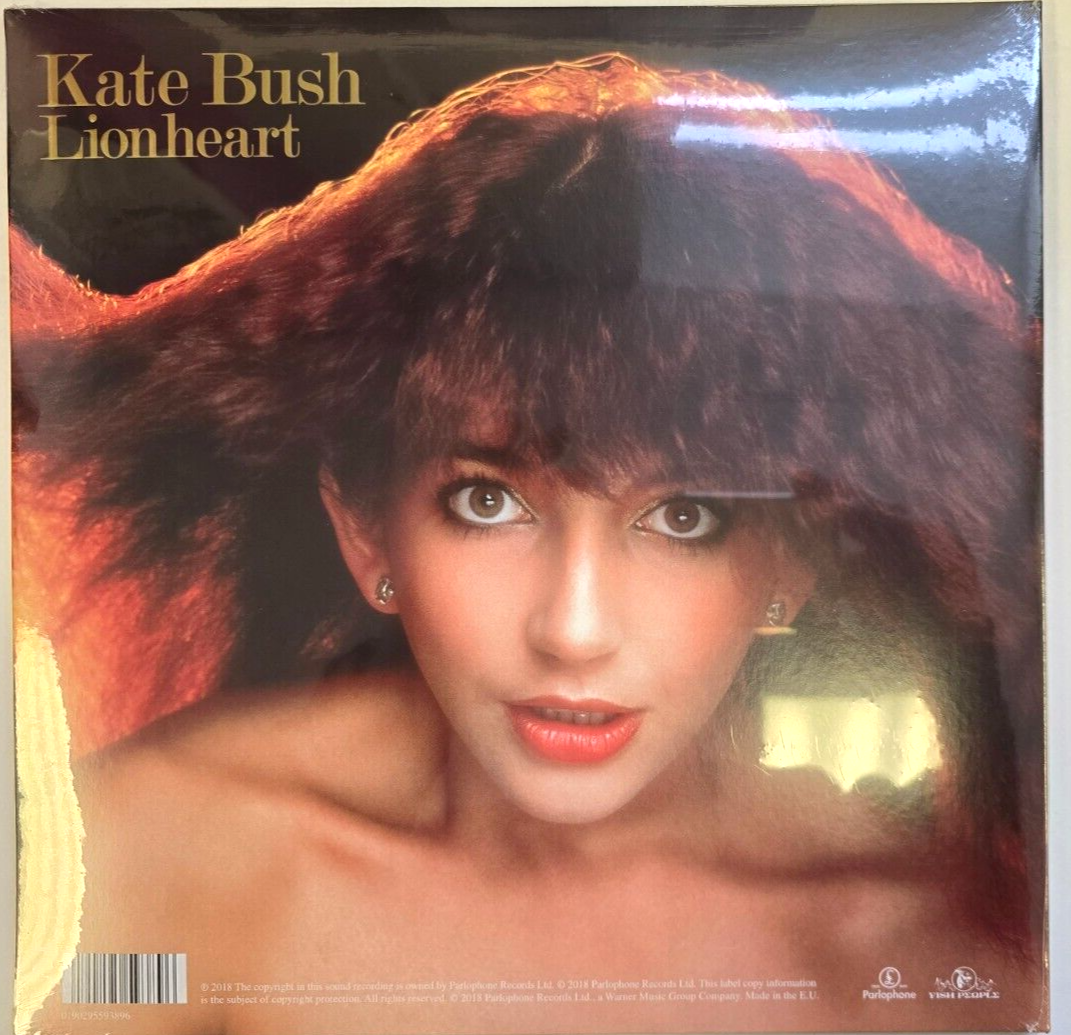 Kate Bush
Lionheart
℗ 2018 The copyright in this sound recording is owned by Parlophone Records Ltd. © 2018 Parlophone Records Ltd. This label copy information
is the subject of copyright protection. All rights reserved. © 2018 Parlophone Records Ltd., a Warner Music Group Company. Made in the E.U.
£
Parlophone
FISH PEOPLE
0190295593896